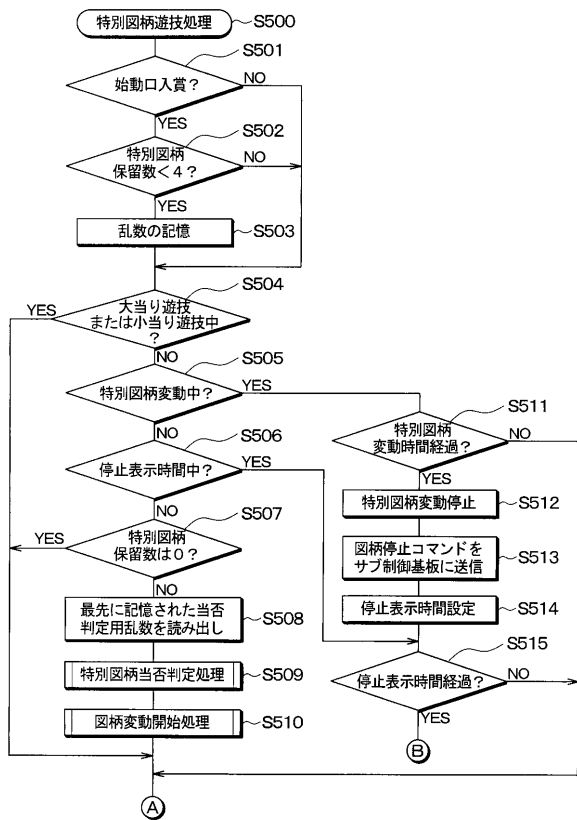 特別図柄遊技処理
S500
S501
始動口入賞?
NO
YES
S502
特別図柄
保留数<4?
NO
YES
乱数の記憶
S503
S504
YES
大当り遊技
または小当り遊技中
?
NO
S505
特別図柄変動中?
YES
NO
S506
停止表示時間中?
YES
NO
S507
YES
特別図柄
保留数は0?
NO
最先に記憶された当否
判定用乱数を読み出し
S508
特別図柄当否判定処理
S509
図柄変動開始処理
S510
A
S511
特別図柄
変動時間経過?
NO
YES
特別図柄変動停止
S512
図柄停止コマンドを
サブ制御基板に送信
S513
停止表示時間設定
S514
S515
停止表示時間経過?
NO
YES
B